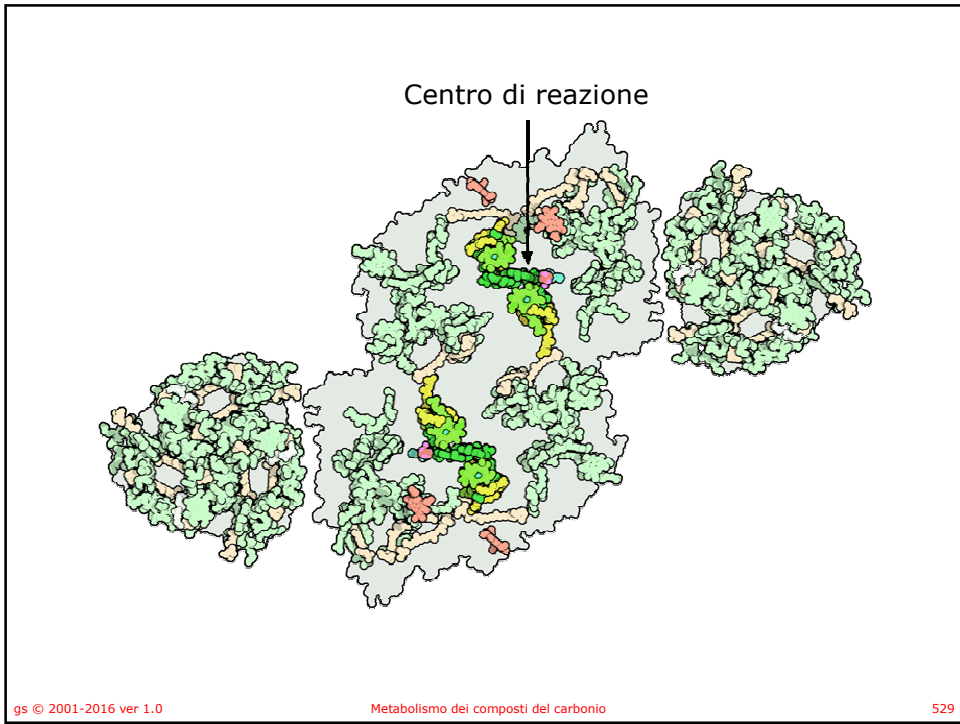 Centro di reazione
gs © 2001-2016 ver 1.0
Metabolismo dei composti del carbonio
529